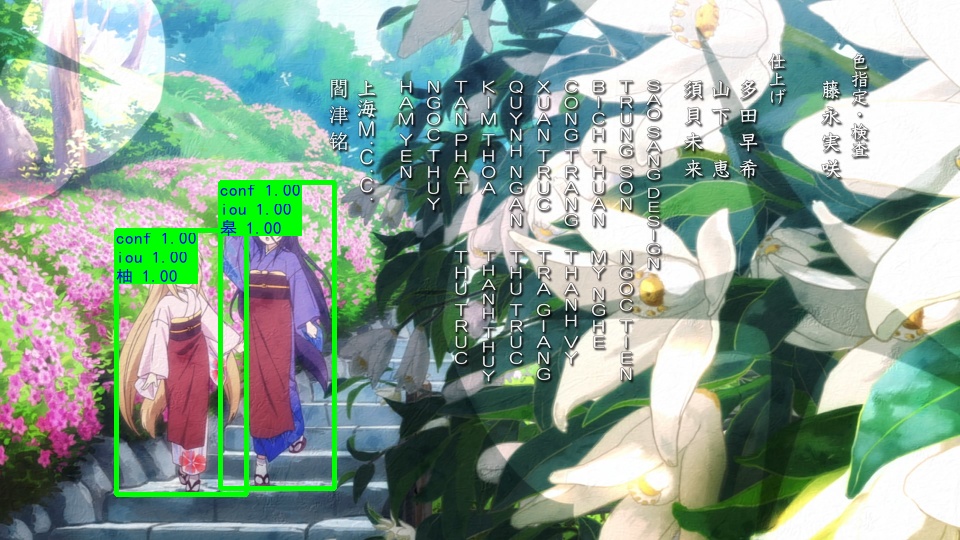 色指定・検査
藤永実咲
仕上げ
多田早希
山下 恵
須貝未来
SAO SANG DESIGN
TRUNG SON NGOC TIEN
BICH THUAN MY NGHE
CONG TRANG THANH VY
XUAN TRUC TRA GIANG
QUYNH NGAN THU TRUC
KIM THOA THANH THUY
TAN PHAT THU TRUC
NGOC THUY
HAM YEN
上海M.C.C.
閻津铭
conf 1.00
iou 1.00
皋 1.00
conf 1.00
iou 1.00
柚 1.00